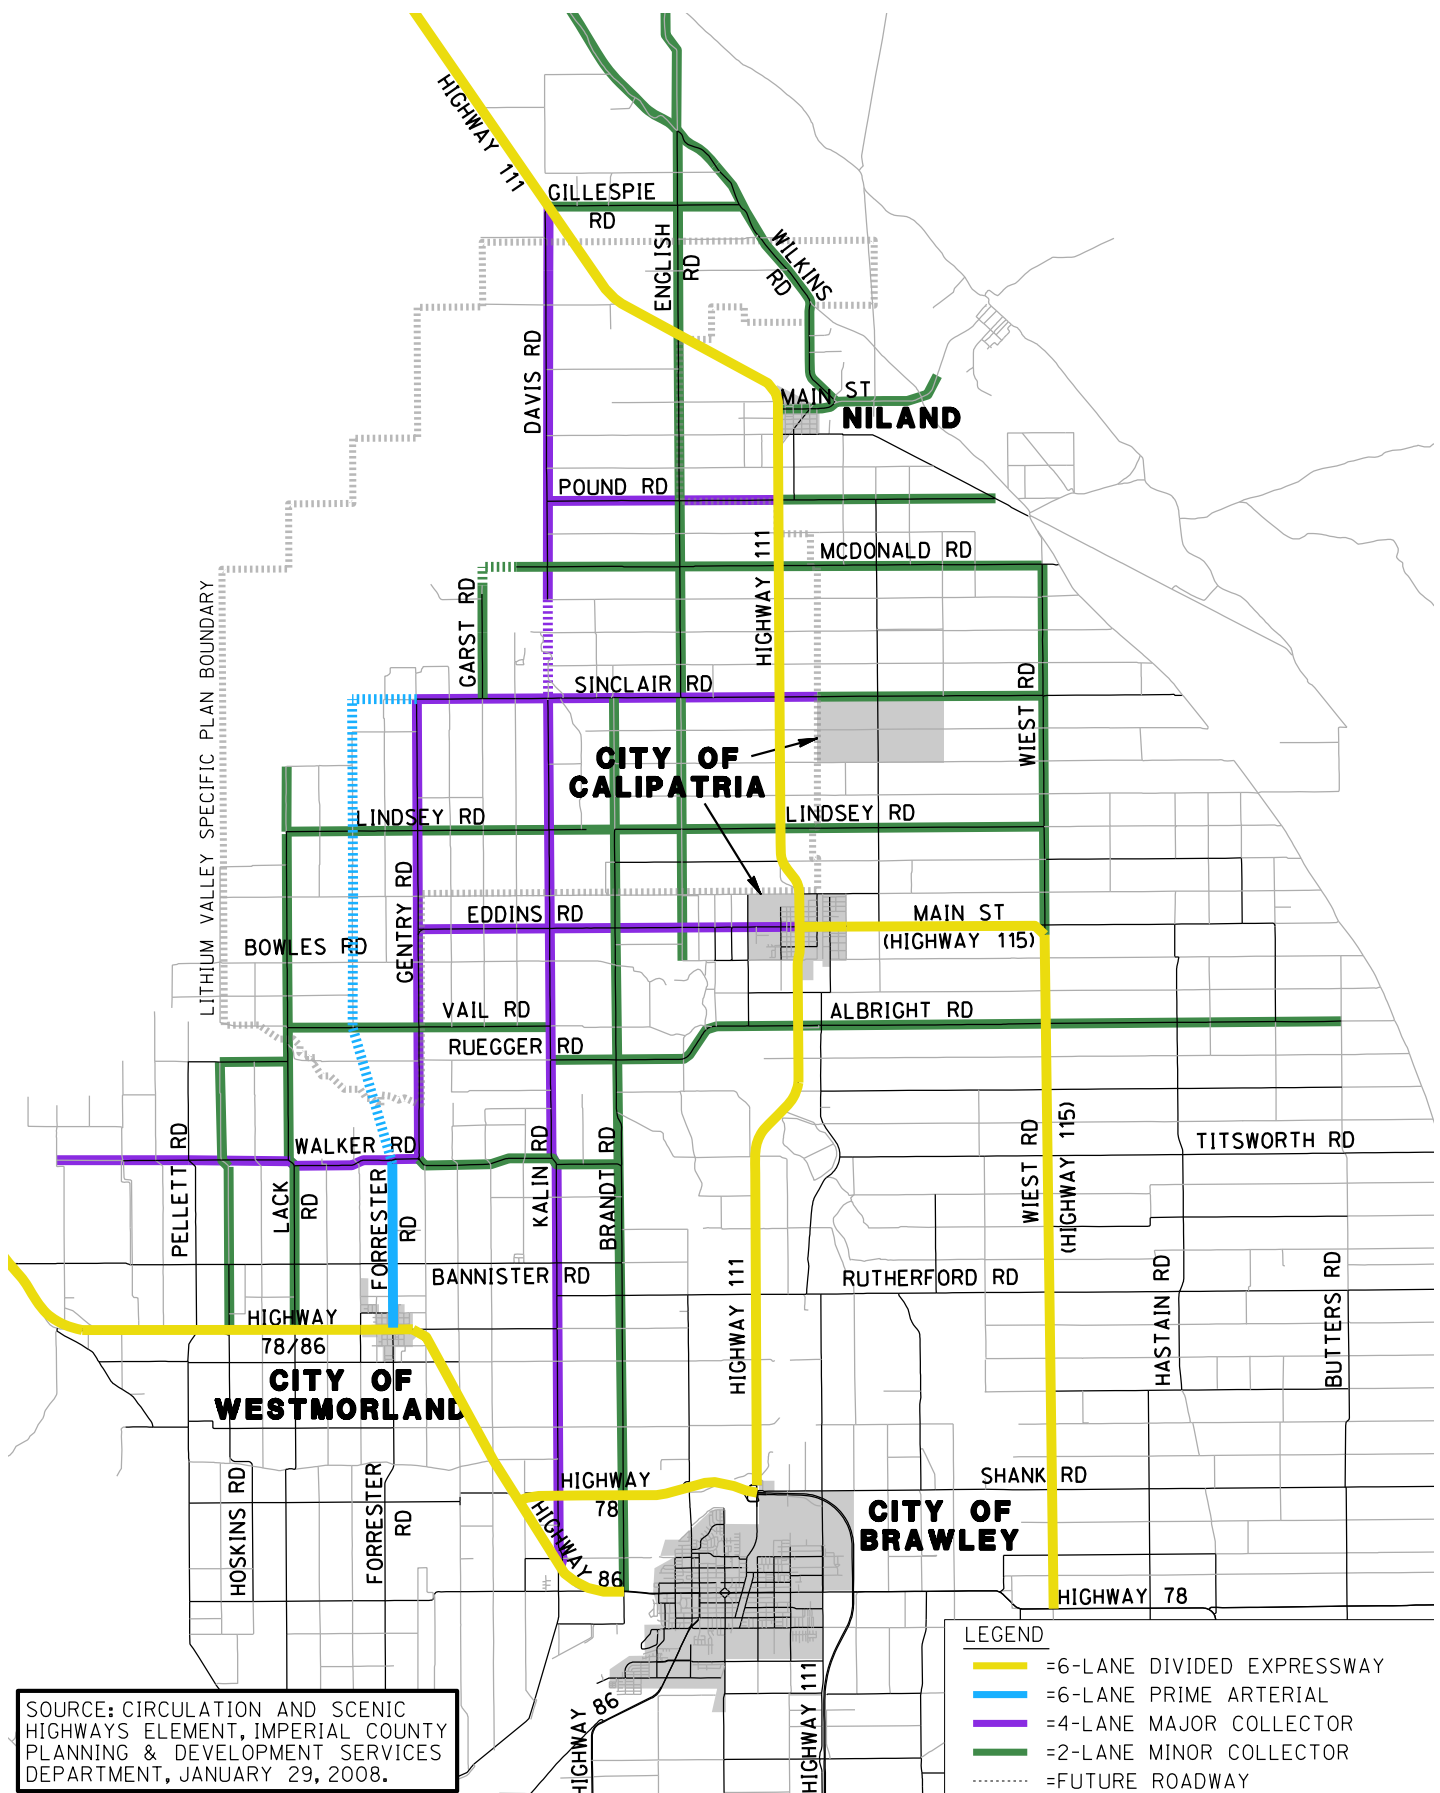 HIGHWAY 111
GILLESPIE
RD
ENGLISH
RD
WILKINS
RD
DAVIS RD
MAIN ST
NILAND
POUND RD
HIGHWAY 111
MCDONALD RD
LITHIUM VALLEY SPECIFIC PLAN BOUNDARY
GARST RD
SINCLAIR RD
WIEST RD
CITY OF
CALIPATRIA
LINDSEY RD
LINDSEY RD
GENTRY RD
EDDINS RD
MAIN ST
(HIGHWAY 115)
BOWLES RD
VAIL RD
ALBRIGHT RD
RUEGGER RD
PELLETT RD
WALKER RD
KALIN RD
BRANDT RD
WIEST RD
(HIGHWAY 115)
TITSWORTH RD
LACK
RD
FORRESTER
RD
BANNISTER RD
HIGHWAY 111
RUTHERFORD RD
HASTAIN RD
BUTTERS RD
HIGHWAY
78/86
CITY OF
WESTMORLAND
HOSKINS RD
FORRESTER
RD
HIGHWAY
78
HIGHWAY 86
SHANK RD
CITY OF
BRAWLEY
HIGHWAY 78
HIGHWAY 86
HIGHWAY 111
LEGEND
=6-LANE DIVIDED EXPRESSWAY
=6-LANE PRIME ARTERIAL
=4-LANE MAJOR COLLECTOR
=2-LANE MINOR COLLECTOR
=FUTURE ROADWAY
SOURCE: CIRCULATION AND SCENIC
HIGHWAYS ELEMENT, IMPERIAL COUNTY
PLANNING & DEVELOPMENT SERVICES
DEPARTMENT, JANUARY 29, 2008.